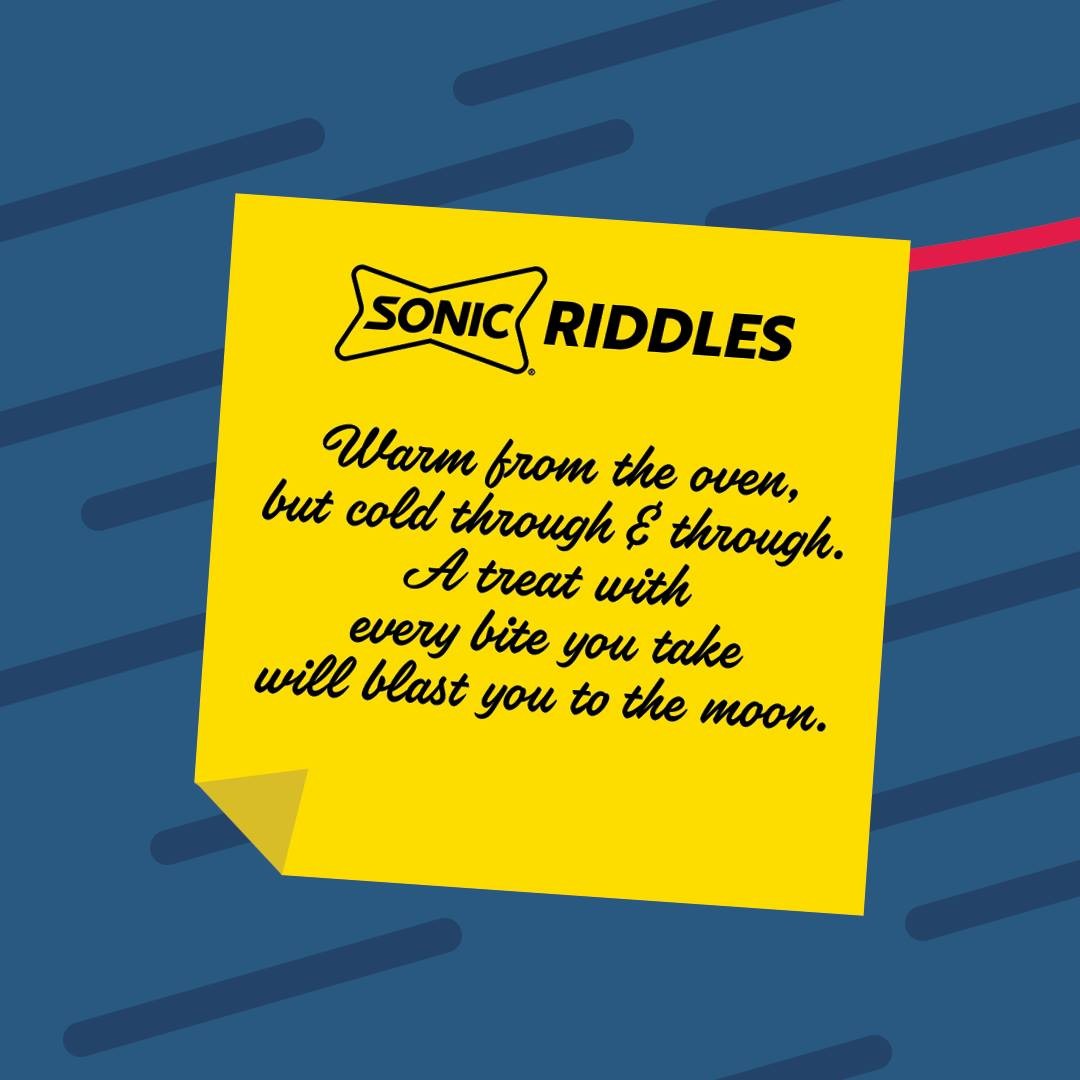 SONIC® RIDDLES
Warm from the oven,
but cold through & through.
A treat with
every bite you take
will blast you to the moon.